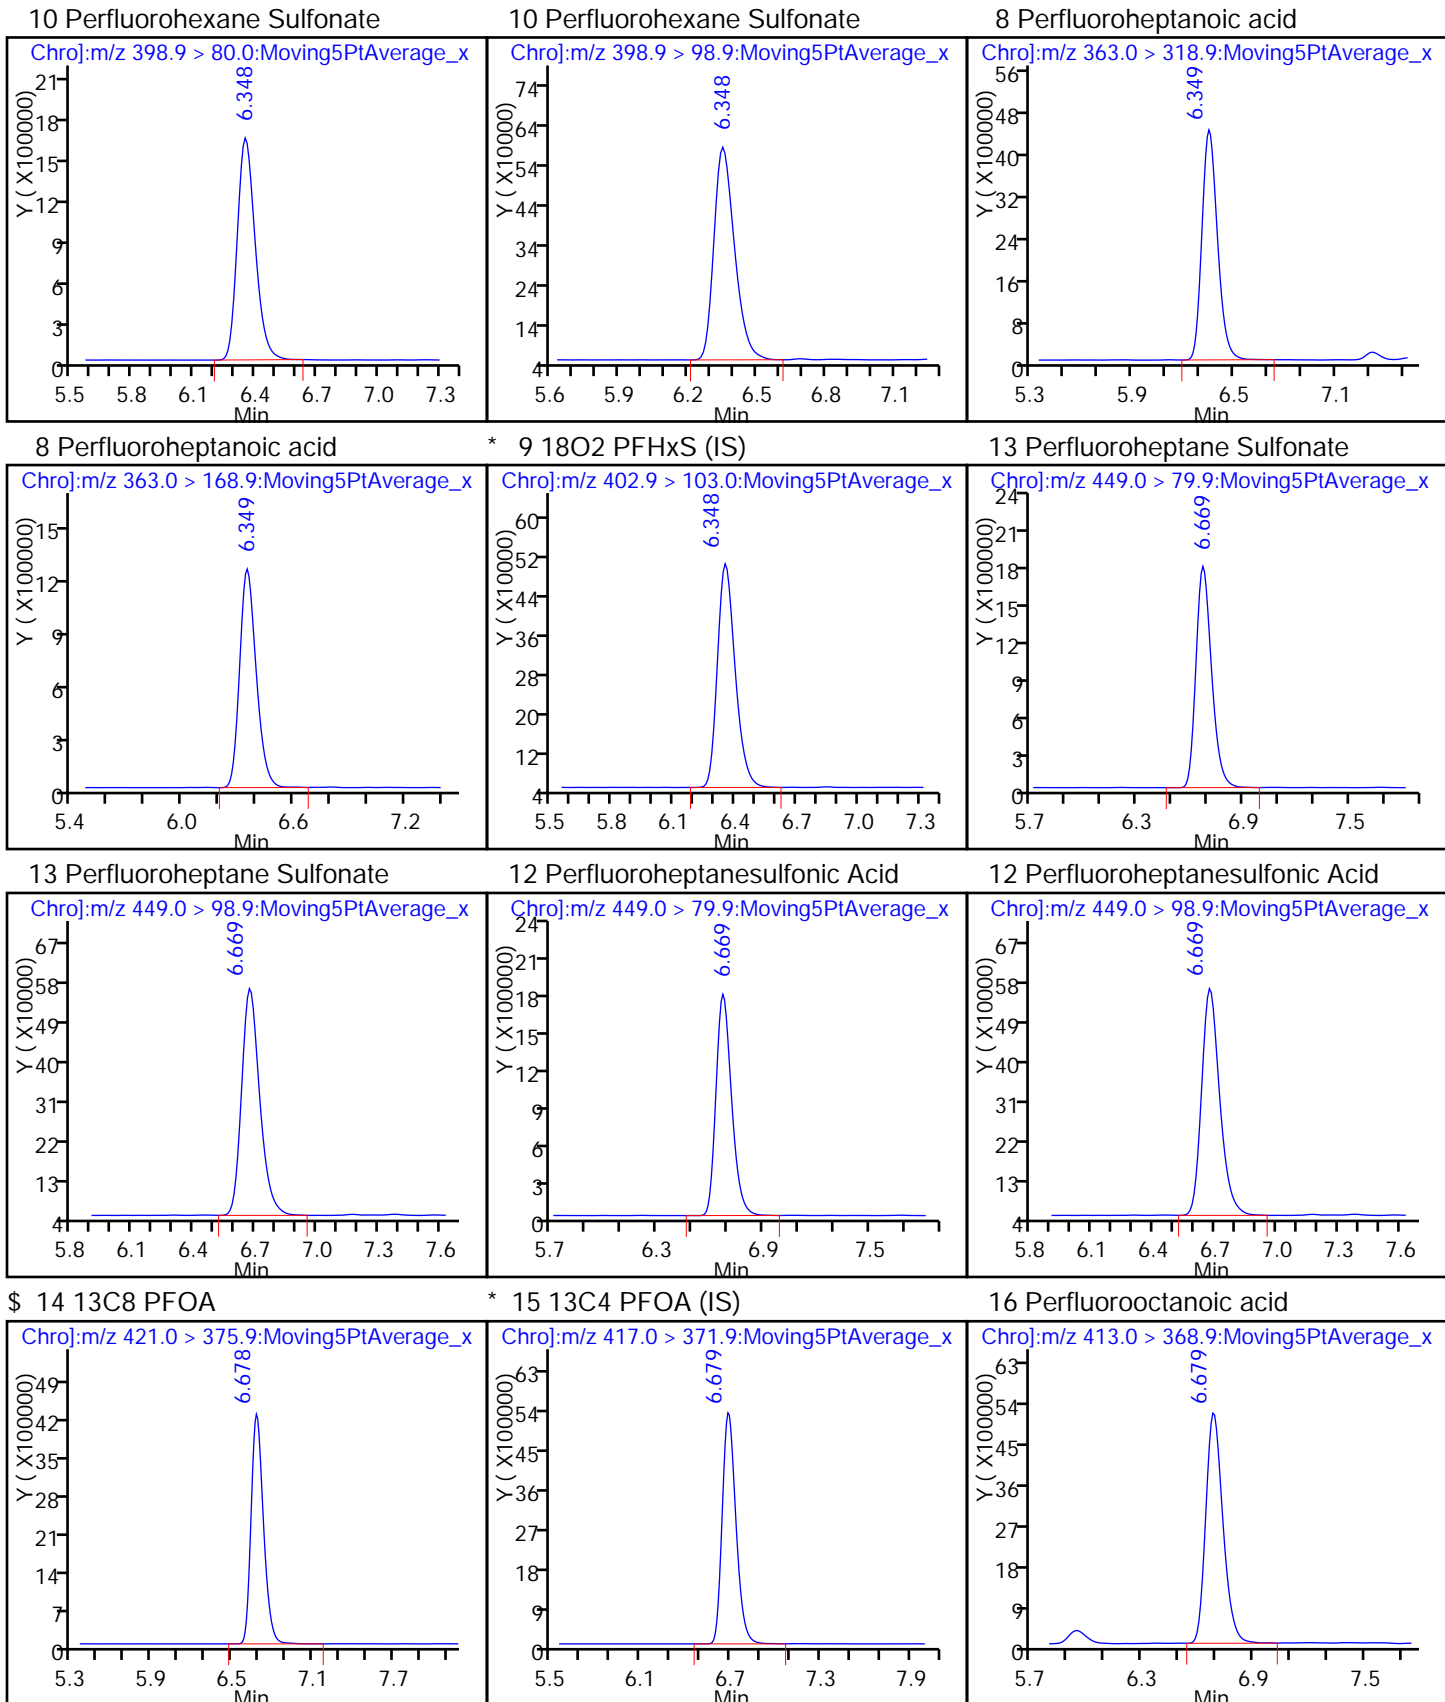 10 Perfluorohexane Sulfonate
Chro]:m/z 398.9 > 80.0:Moving5PtAverage_x
6.348
Y ( X100000)
21
18
15
12
9
6
3
0
5.5 5.8 6.1 6.4 6.7 7.0 7.3
Min
10 Perfluorohexane Sulfonate
Chro]:m/z 398.9 > 98.9:Moving5PtAverage_x
6.348
Y ( X10000)
74
64
54
44
34
24
14
4
5.6 5.9 6.2 6.5 6.8 7.1
Min
8 Perfluoroheptanoic acid
Chro]:m/z 363.0 > 318.9:Moving5PtAverage_x
6.349
Y ( X100000)
56
48
40
32
24
16
8
0
5.3 5.9 6.5 7.1
Min
8 Perfluoroheptanoic acid
Chro]:m/z 363.0 > 168.9:Moving5PtAverage_x
6.349
Y ( X100000)
15
12
9
6
3
0
5.4 6.0 6.6 7.2
Min
* 9 18O2 PFHxS (IS)
Chro]:m/z 402.9 > 103.0:Moving5PtAverage_x
6.348
Y ( X10000)
60
52
44
36
28
20
12
4
5.5 5.8 6.1 6.4 6.7 7.0 7.3
Min
13 Perfluoroheptane Sulfonate
Chro]:m/z 449.0 > 79.9:Moving5PtAverage_x
6.669
Y ( X100000)
24
21
18
15
12
9
6
3
0
5.7 6.3 6.9 7.5
Min
13 Perfluoroheptane Sulfonate
Chro]:m/z 449.0 > 98.9:Moving5PtAverage_x
6.669
Y ( X10000)
67
58
49
40
31
22
13
4
5.8 6.1 6.4 6.7 7.0 7.3 7.6
Min
12 Perfluoroheptanesulfonic Acid
Chro]:m/z 449.0 > 79.9:Moving5PtAverage_x
6.669
Y ( X100000)
24
21
18
15
12
9
6
3
0
5.7 6.3 6.9 7.5
Min
12 Perfluoroheptanesulfonic Acid
Chro]:m/z 449.0 > 98.9:Moving5PtAverage_x
6.669
Y ( X10000)
67
58
49
40
31
22
13
4
5.8 6.1 6.4 6.7 7.0 7.3 7.6
Min
$ 14 13C8 PFOA
Chro]:m/z 421.0 > 375.9:Moving5PtAverage_x
6.678
Y ( X100000)
49
42
35
28
21
14
7
0
5.3 5.9 6.5 7.1 7.7
Min
* 15 13C4 PFOA (IS)
Chro]:m/z 417.0 > 371.9:Moving5PtAverage_x
6.679
Y ( X100000)
63
54
45
36
27
18
9
0
5.5 6.1 6.7 7.3 7.9
Min
16 Perfluorooctanoic acid
Chro]:m/z 413.0 > 368.9:Moving5PtAverage_x
6.679
Y ( X100000)
63
54
45
36
27
18
9
0
5.7 6.3 6.9 7.5
Min